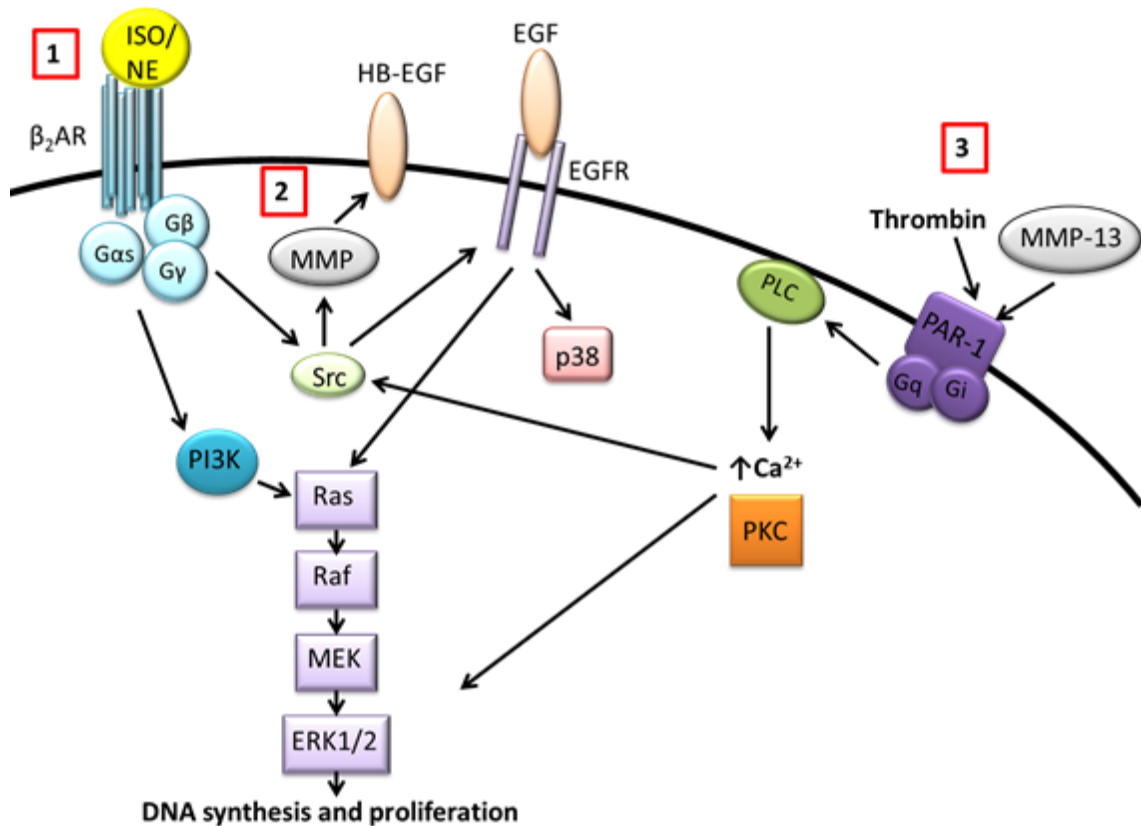 1
ISO/
NE
β₂AR
Gαs
Gβ
Gγ
2
HB-EGF
MMP
Src
EGF
EGFR
p38
3
Thrombin
MMP-13
PLC
PAR-1
Gq
Gi
↑Ca²⁺
PKC
PI3K
Ras
Raf
MEK
ERK1/2
DNA synthesis and proliferation